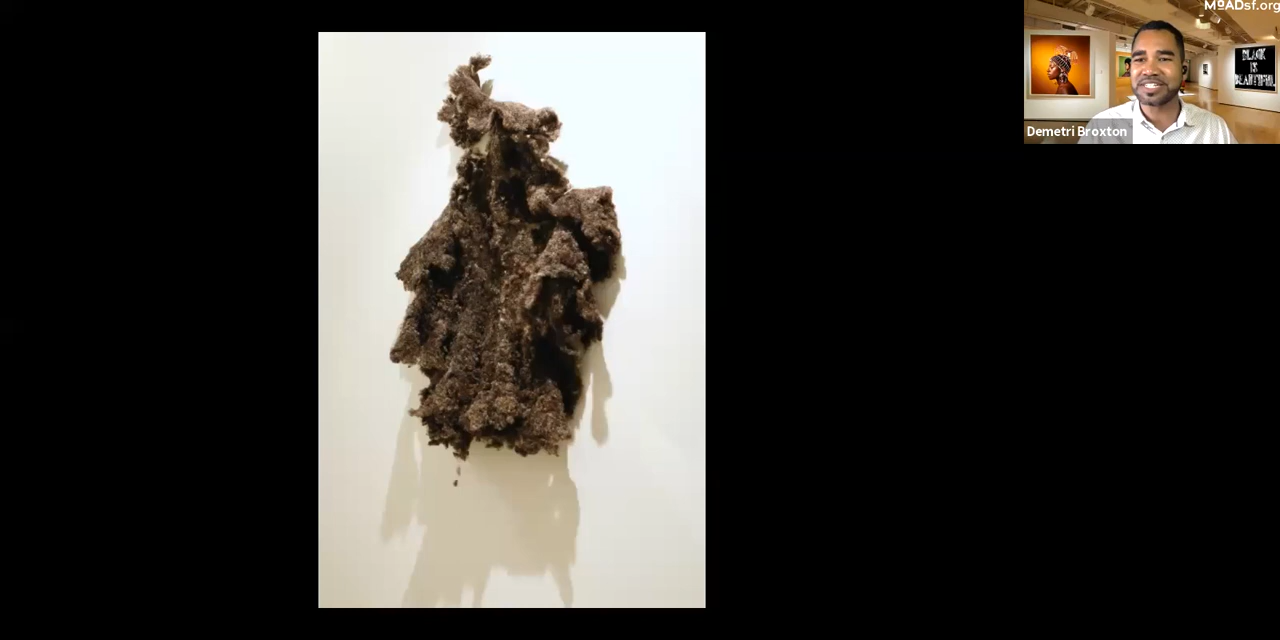 MoADsf.org
BLACK
IS
BEAUTIFUL
Demetri Broxton